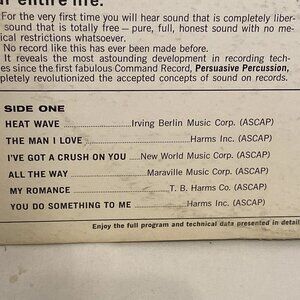 ur entire life.
For the very first time you will hear sound that is completely liber-
sound that is totally free — pure, full, honest sound with no me-
ical restrictions whatsoever.
No record like this has ever been made before.
It reveals the most astounding development in recording tech-
es since the first fabulous Command Record, Persuasive Percussion,
pletely revolutionized the accepted concepts of sound on records.
SIDE ONE
HEAT WAVE ..................Irving Berlin Music Corp. (ASCAP)
THE MAN I LOVE ..................Harms Inc. (ASCAP)
I'VE GOT A CRUSH ON YOU .....New World Music Corp. (ASCAP)
ALL THE WAY ..................Maraville Music Corp. (ASCAP)
MY ROMANCE ..................T. B. Harms Co. (ASCAP)
YOU DO SOMETHING TO ME ..................Harms Inc. (ASCAP)
Enjoy the full program and technical data presented in detail